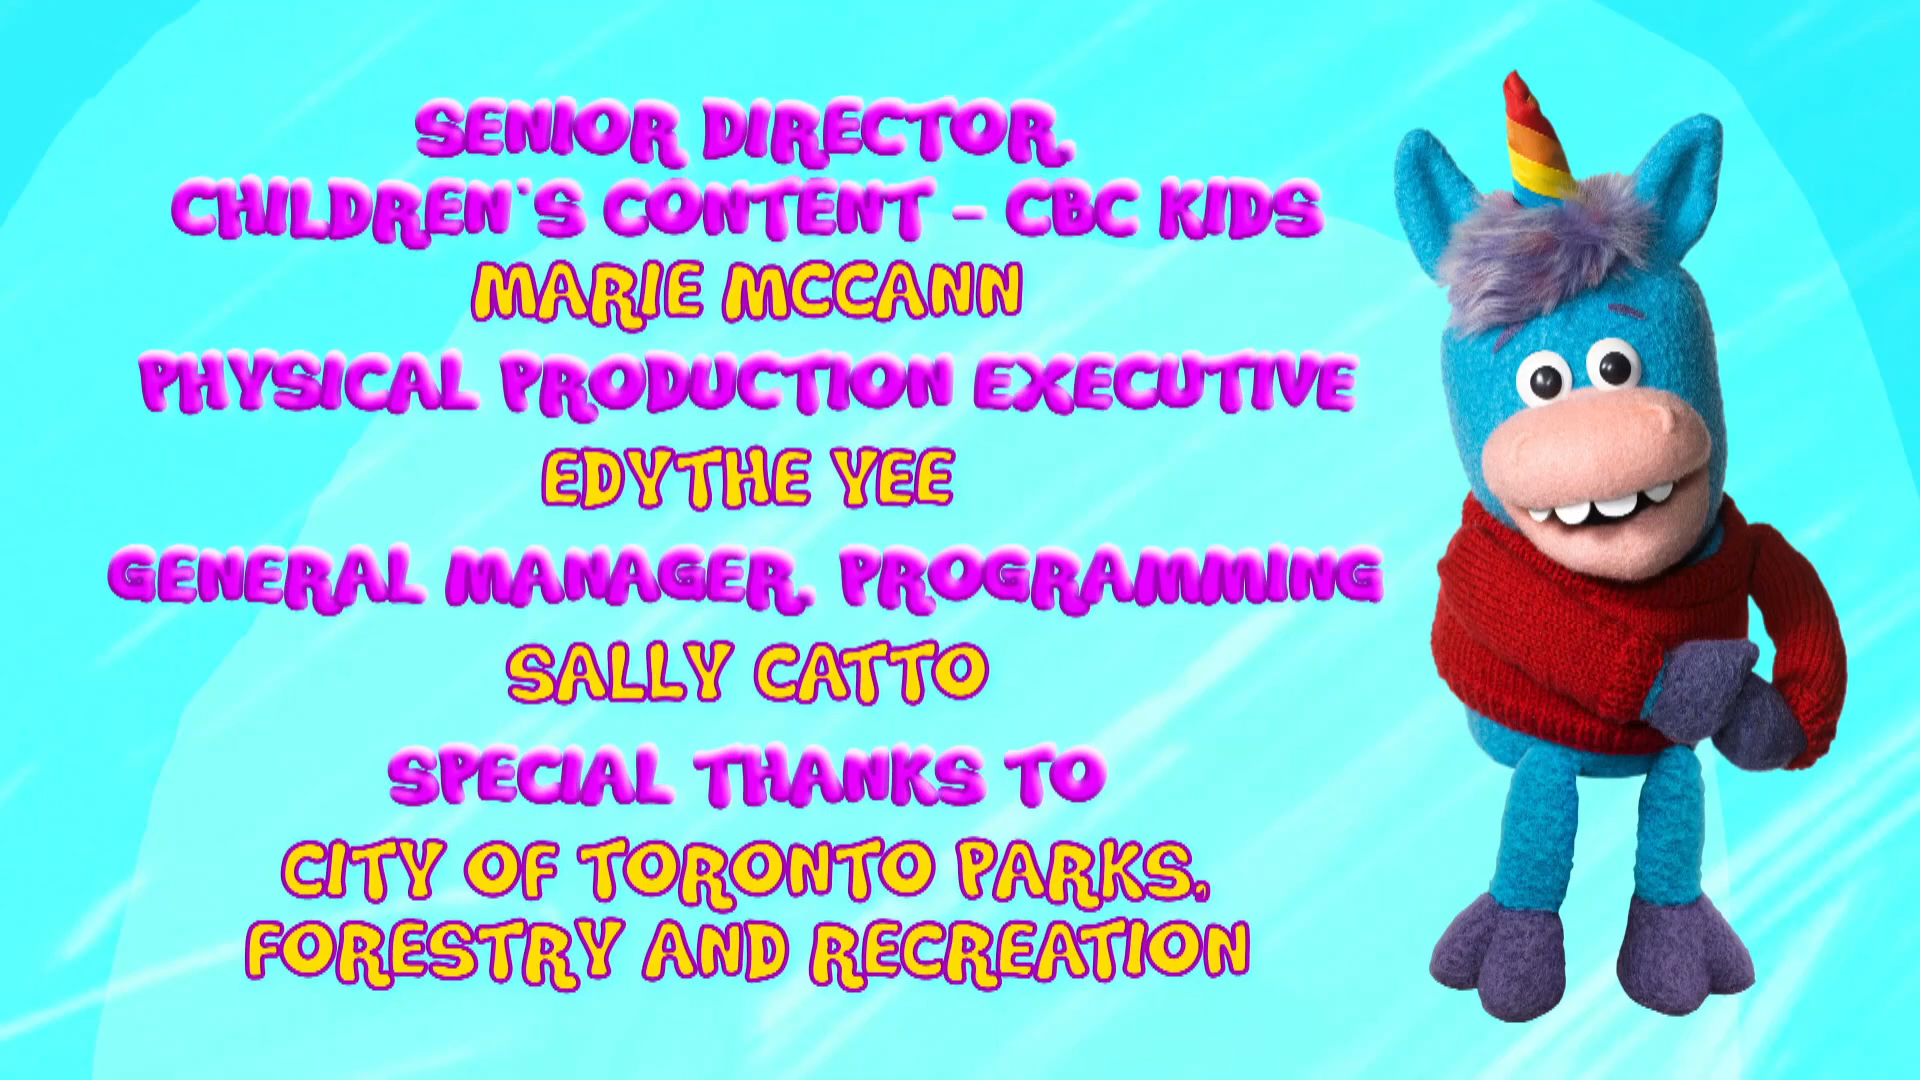 SENIOR DIRECTOR,
CHILDREN'S CONTENT - CBC KIDS
MARIE MCCANN
PHYSICAL PRODUCTION EXECUTIVE
EDYTHE YEE
GENERAL MANAGER, PROGRAMMING
SALLY CATTO
SPECIAL THANKS TO
CITY OF TORONTO PARKS,
FORESTRY AND RECREATION